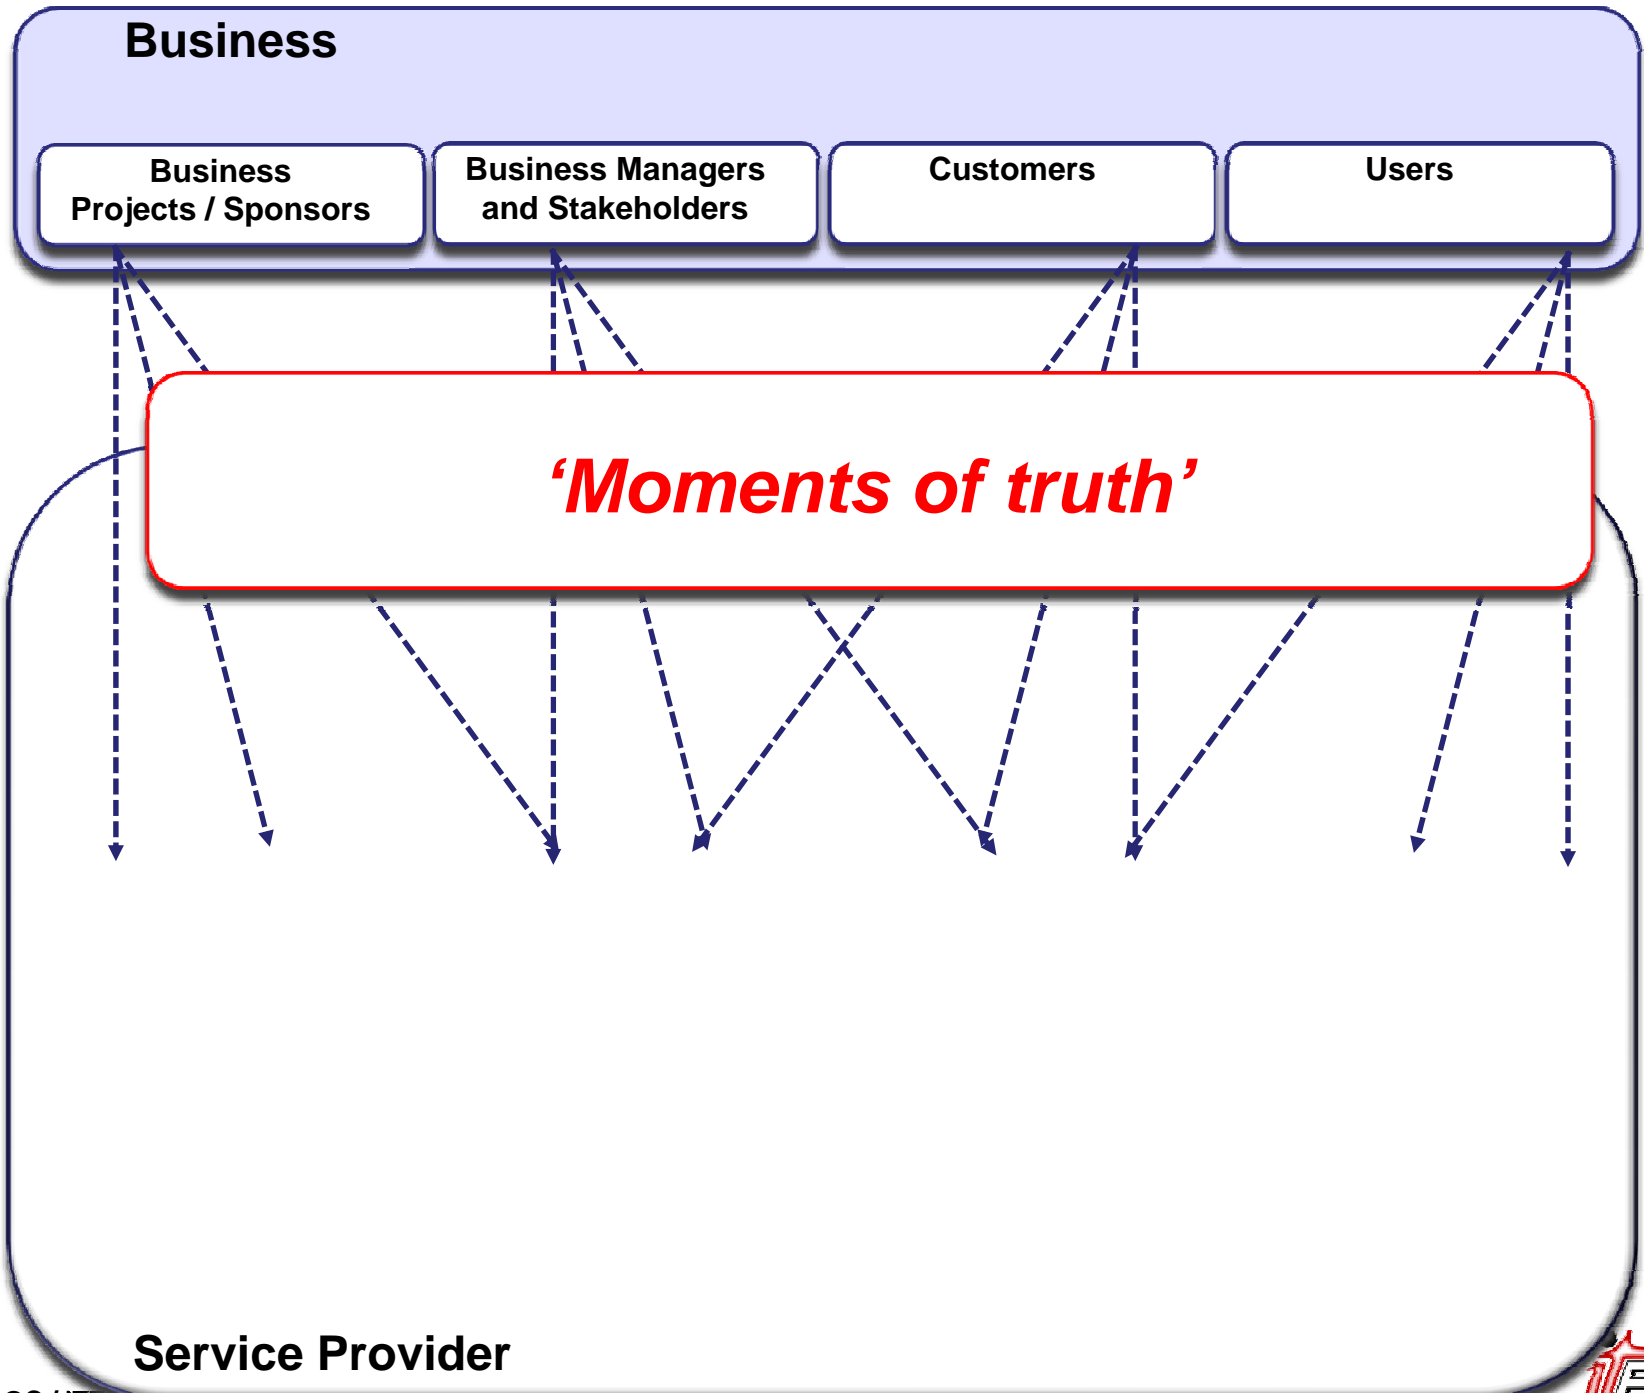 Business
Business
Projects / Sponsors
Business Managers
and Stakeholders
Customers
Users
‘Moments of truth’
Service Provider